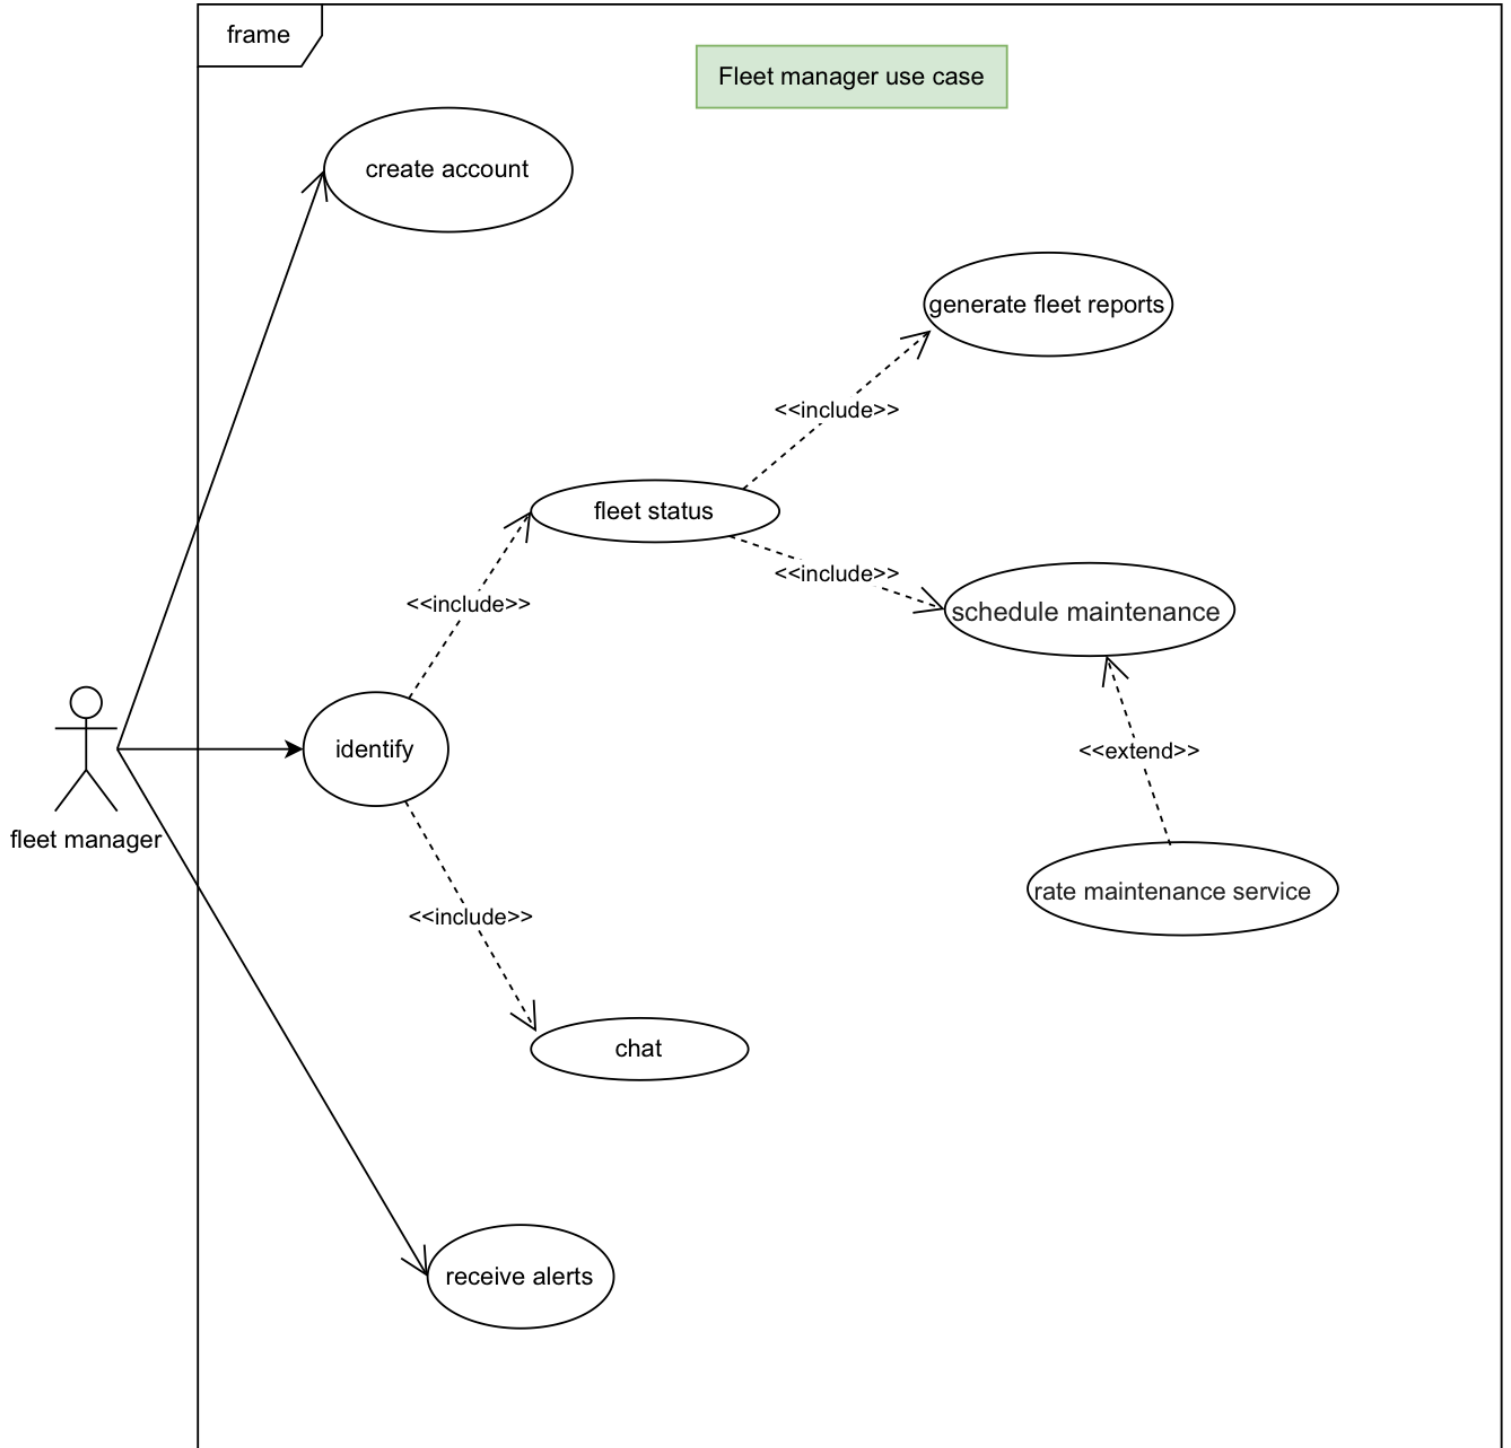 frame
Fleet manager use case
create account
generate fleet reports
<<include>>
fleet status
<<include>>
schedule maintenance
<<include>>
identify
<<extend>>
fleet manager
rate maintenance service
<<include>>
chat
receive alerts